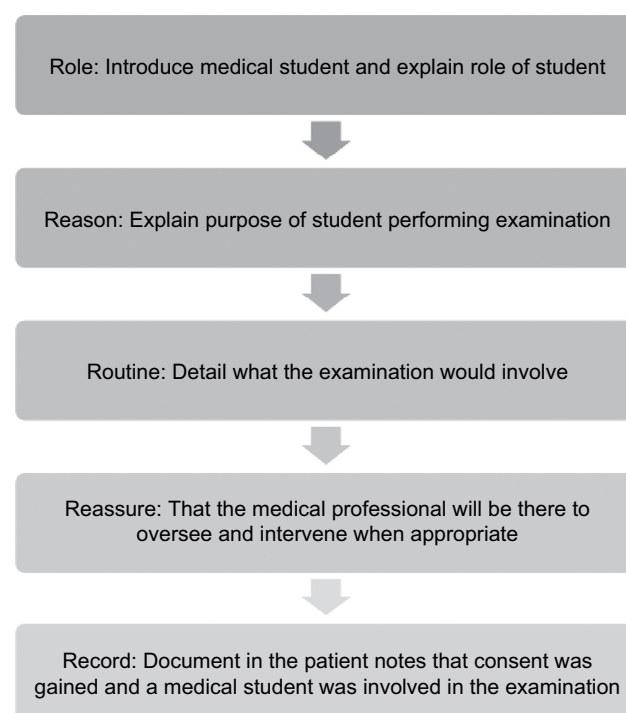 Role: Introduce medical student and explain role of student
Reason: Explain purpose of student performing examination
Routine: Detail what the examination would involve
Reassure: That the medical professional will be there to
oversee and intervene when appropriate
Record: Document in the patient notes that consent was
gained and a medical student was involved in the examination